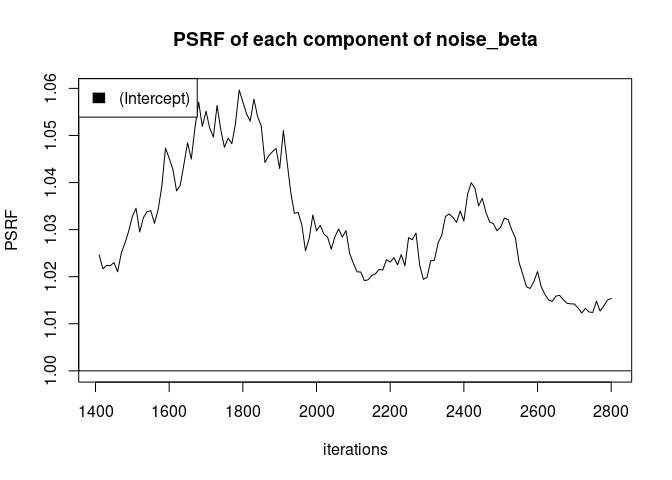 PSRF of each component of noise_beta
(Intercept)
PSRF
1.06
1.05
1.04
1.03
1.02
1.01
1.00
1400 1600 1800 2000 2200 2400 2600 2800
iterations